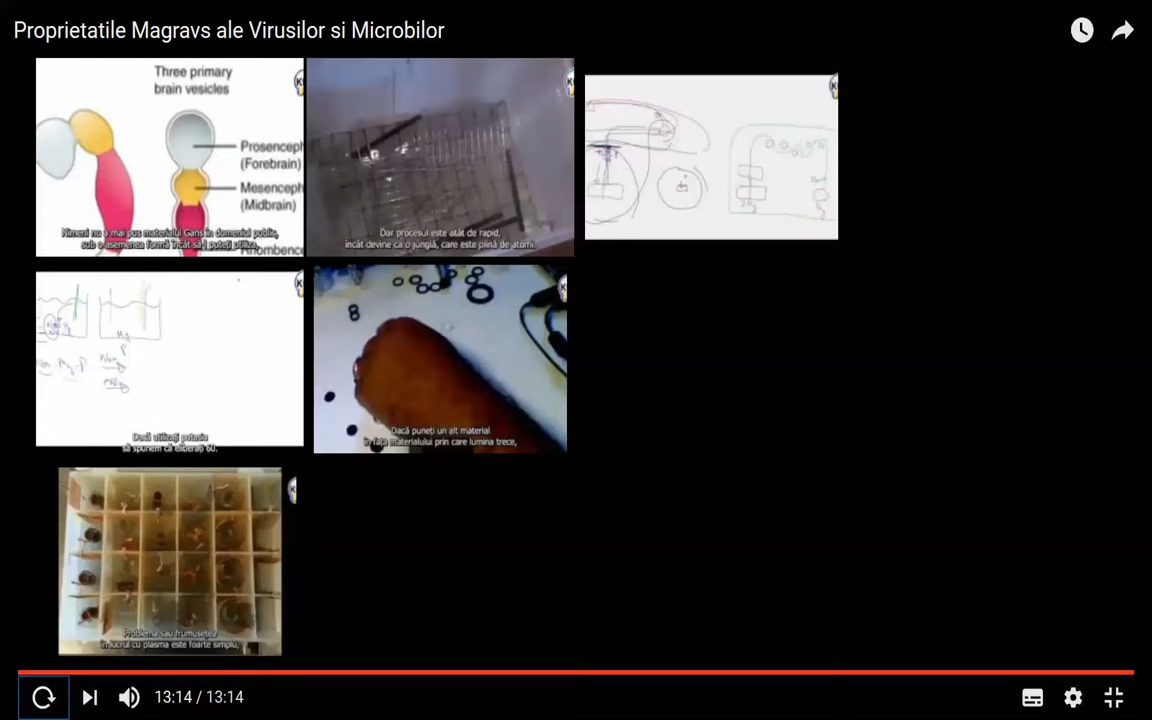 Proprietatile Magravs ale Virusilor si Microbilor
Three primary
brain vesicles
Prosenceph
(Forebrain)
Mesenceph
(Midbrain)
Rhombence
Nimeni nu a mai pus materialul Gans în domeniul public,
sub o asemenea formă încât să-l puteți utiliza,
Dar procesul este atât de rapid,
încât devine ca o junglă, care este plină de atomi,
Dacă utilizați potasiu
să spunem că eliberați 60.
Dacă puneți un alt material
în fața materialului prin care lumina trece,
Problema sau frumusețea
în lucrul cu plasma este foarte simplu,
13:14 / 13:14